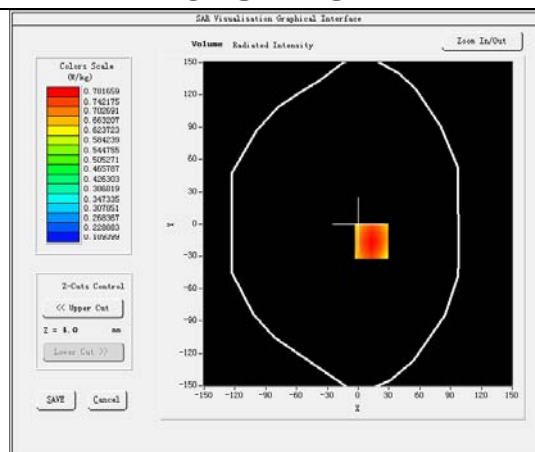 SAR Visualisation Graphical Interface
Volume Radiated Intensity
Zoom In/Out
Colors Scale
(W/kg)
0.781659
0.742175
0.702691
0.663207
0.623723
0.584239
0.544755
0.505271
0.465787
0.426303
0.386819
0.347335
0.307851
0.268367
0.228883
0.189399
Z-Cuts Control
<< Upper Cut
Z = 4.0 mm
Lower Cut >>
SAVE
Cancel
150
120
90
60
30
0
-30
-60
-90
-120
-150
Y
-150 -120 -90 -60 -30 0 30 60 90 120 150
X